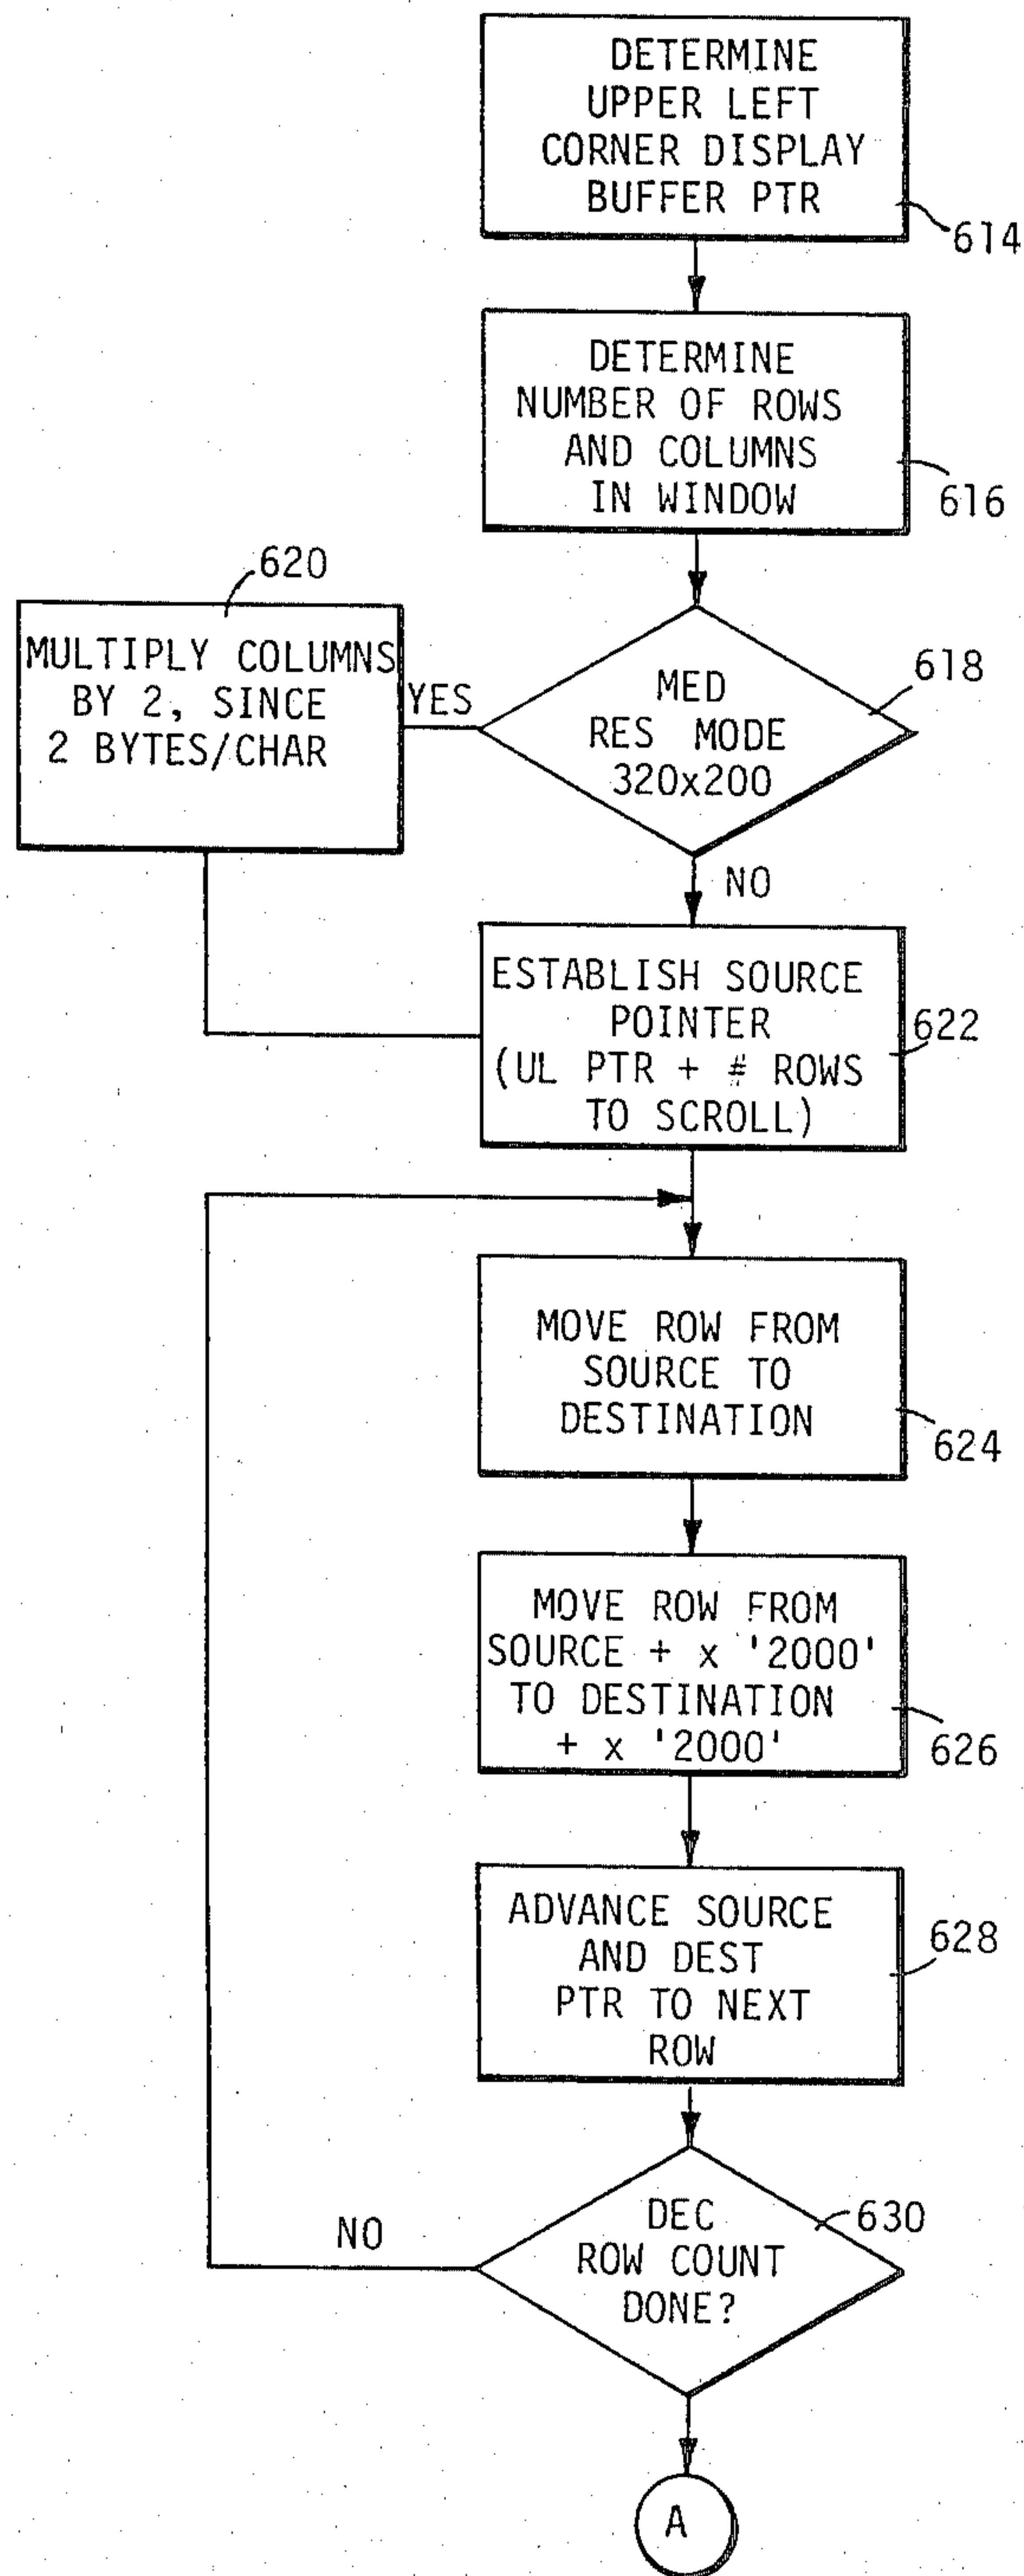 DETERMINE
UPPER LEFT
CORNER DISPLAY
BUFFER PTR
614
DETERMINE
NUMBER OF ROWS
AND COLUMNS
IN WINDOW
616
620
MULTIPLY COLUMNS
BY 2, SINCE
2 BYTES/CHAR
YES
MED
RES MODE
320x200
618
NO
ESTABLISH SOURCE
POINTER
(UL PTR + # ROWS
TO SCROLL)
622
MOVE ROW FROM
SOURCE TO
DESTINATION
624
MOVE ROW FROM
SOURCE + x '2000'
TO DESTINATION
+ x '2000'
626
ADVANCE SOURCE
AND DEST
PTR TO NEXT
ROW
628
NO
DEC
ROW COUNT
DONE?
630
A